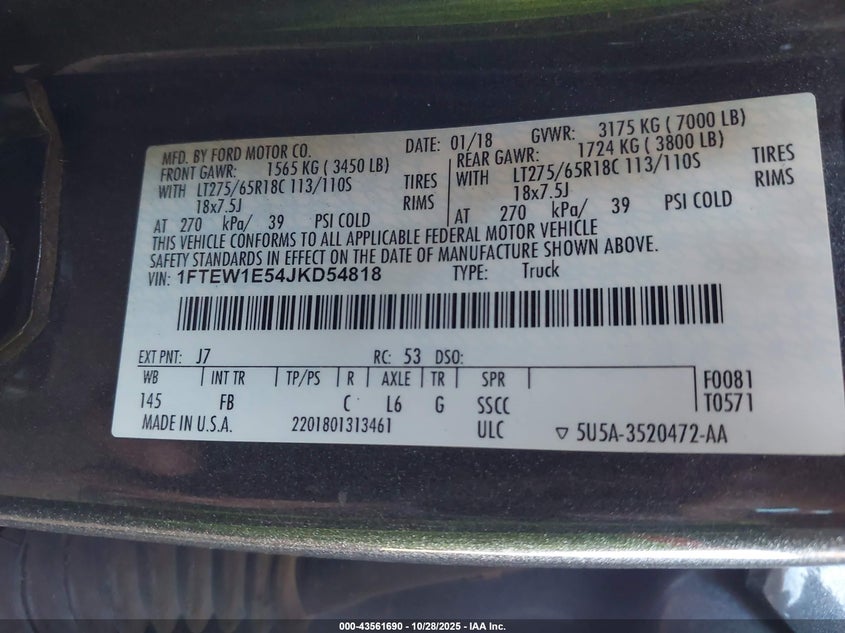 MFD. BY FORD MOTOR CO. DATE: 01/18 GVWR: 3175 KG ( 7000 LB)
FRONT GAWR: 1565 KG ( 3450 LB) REAR GAWR: 1724 KG ( 3800 LB)
WITH LT275/65R18C 113/110S TIRES WITH LT275/65R18C 113/110S TIRES
18x7.5J RIMS 18x7.5J RIMS
AT 270 kPa/ 39 PSI COLD AT 270 kPa/ 39 PSI COLD
THIS VEHICLE CONFORMS TO ALL APPLICABLE FEDERAL MOTOR VEHICLE
SAFETY STANDARDS IN EFFECT ON THE DATE OF MANUFACTURE SHOWN ABOVE.
VIN: 1FTEW1E54JKD54818 TYPE: Truck
EXT PNT: J7 RC: 53 DSO:
WB INT TR TP/PS R AXLE TR SPR F0081
145 FB C L6 G SSCC T0571
MADE IN U.S.A. 2201801313461 ULC ▽ 5U5A-3520472-AA
000-43561690 - 10/28/2025 - IAA Inc.